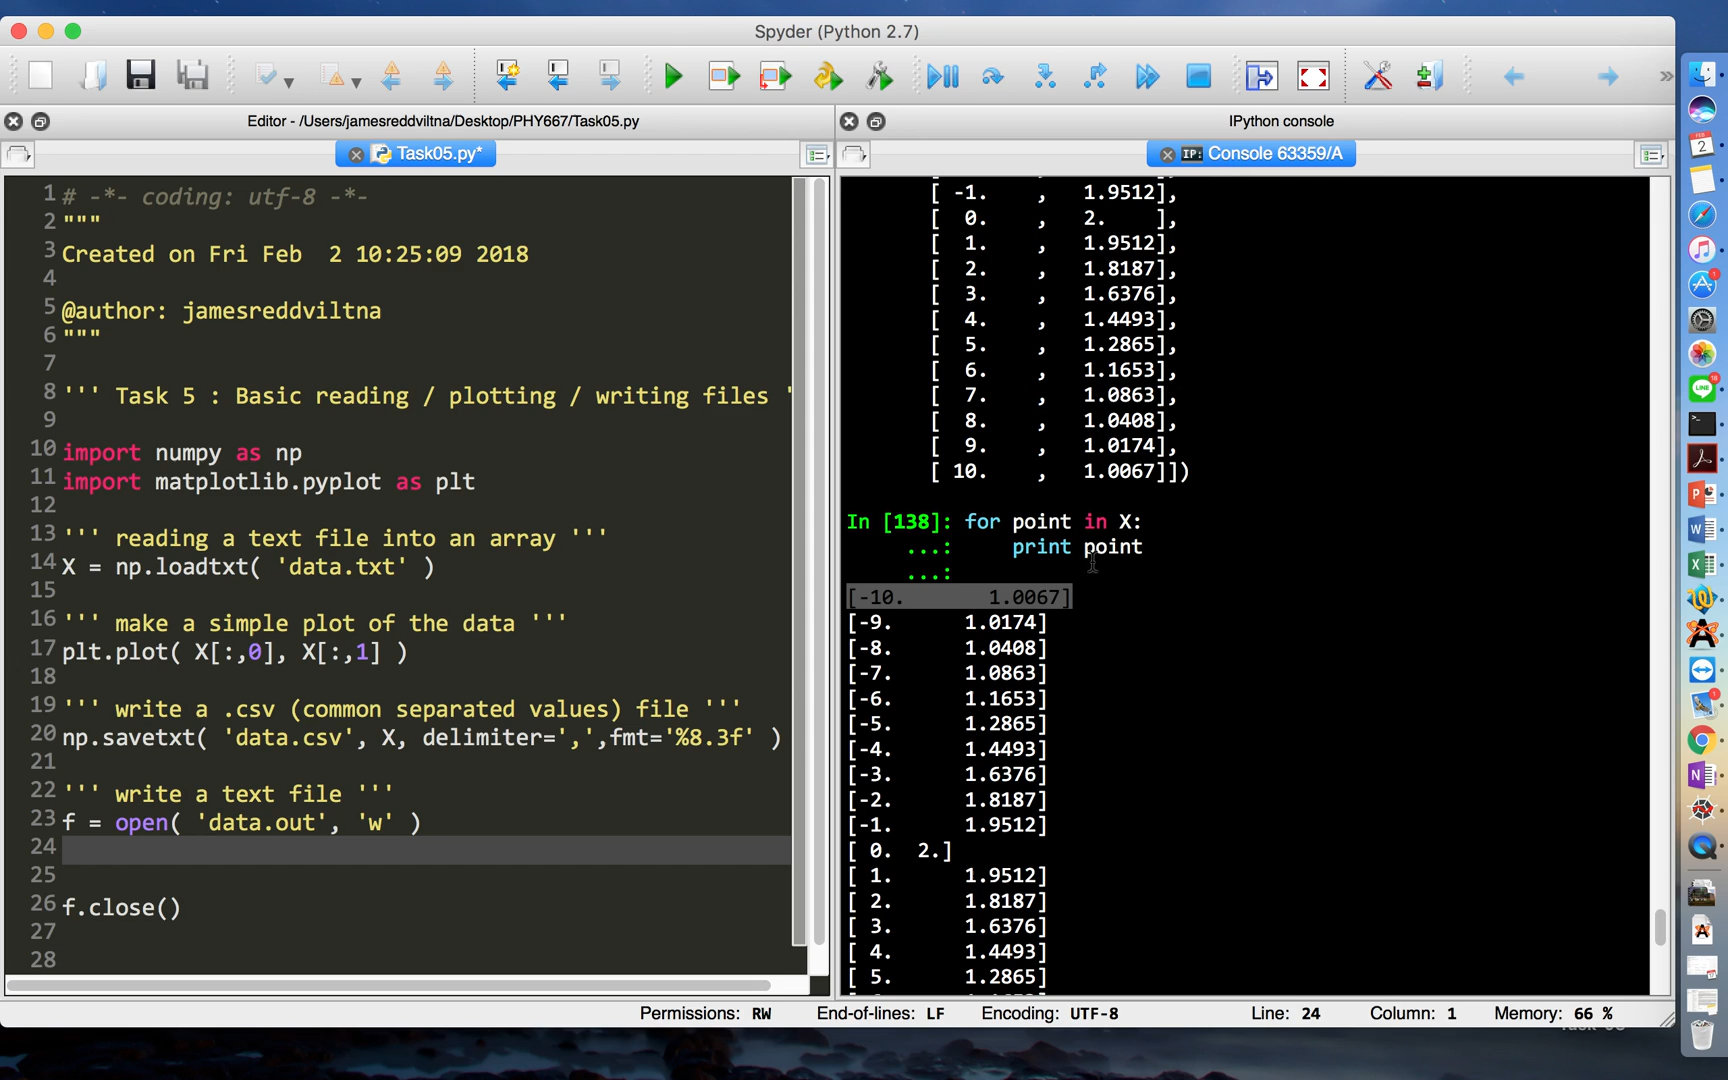 Spyder (Python 2.7)
Editor - /Users/jamesreddviltna/Desktop/PHY667/Task05.py
Task05.py*
1 # -*- coding: utf-8 -*-
2 """
3 Created on Fri Feb  2 10:25:09 2018
4
5 @author: jamesreddviltna
6 """
7
8 ''' Task 5 : Basic reading / plotting / writing files '
9
10 import numpy as np
11 import matplotlib.pyplot as plt
12
13 ''' reading a text file into an array '''
14 X = np.loadtxt( 'data.txt' )
15
16 ''' make a simple plot of the data '''
17 plt.plot( X[:,0], X[:,1] )
18
19 ''' write a .csv (common separated values) file '''
20 np.savetxt( 'data.csv', X, delimiter=',',fmt='%8.3f' )
21
22 ''' write a text file '''
23 f = open( 'data.out', 'w' )
24
25
26 f.close()
27
28
IPython console
IP: Console 63359/A
[ -1.    ,   1.9512],
[  0.    ,   2.    ],
[  1.    ,   1.9512],
[  2.    ,   1.8187],
[  3.    ,   1.6376],
[  4.    ,   1.4493],
[  5.    ,   1.2865],
[  6.    ,   1.1653],
[  7.    ,   1.0863],
[  8.    ,   1.0408],
[  9.    ,   1.0174],
[ 10.    ,   1.0067]])
In [138]: for point in X:
...:     print point
...:
[-10.       1.0067]
[-9.      1.0174]
[-8.      1.0408]
[-7.      1.0863]
[-6.      1.1653]
[-5.      1.2865]
[-4.      1.4493]
[-3.      1.6376]
[-2.      1.8187]
[-1.      1.9512]
[ 0.  2.]
[ 1.      1.9512]
[ 2.      1.8187]
[ 3.      1.6376]
[ 4.      1.4493]
[ 5.      1.2865]
Permissions: RW End-of-lines: LF Encoding: UTF-8 Line: 24 Column: 1 Memory: 66 %
FEB
2
LINE